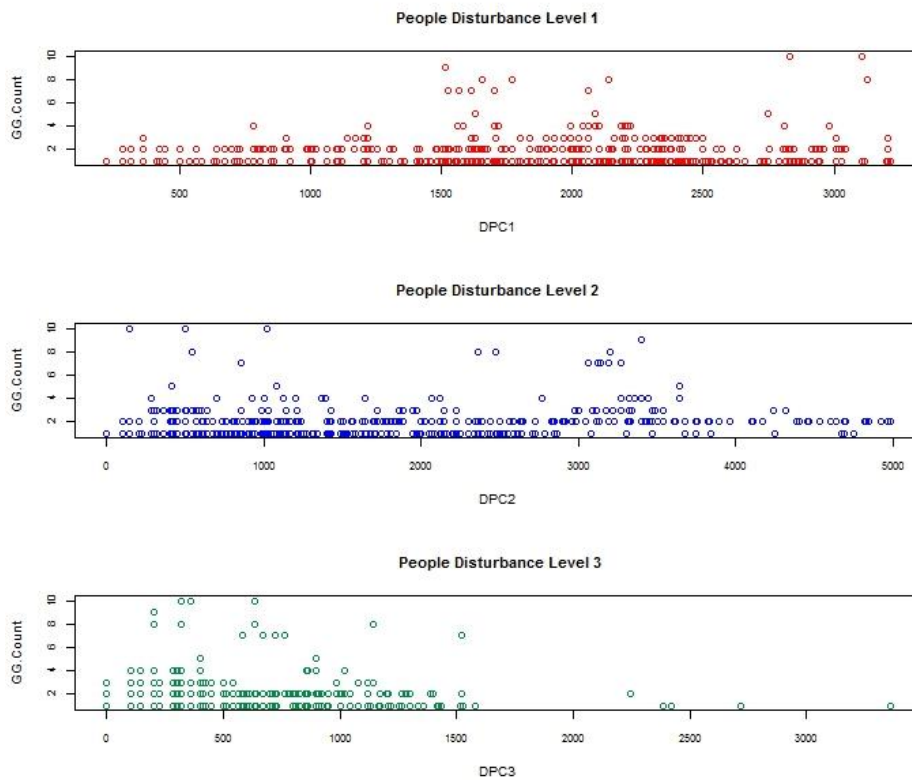 People Disturbance Level 1
GG.Count
10
8
6
4
2
500 1000 1500 2000 2500 3000
DPC1
People Disturbance Level 2
GG.Count
10
8
6
4
2
0 1000 2000 3000 4000 5000
DPC2
People Disturbance Level 3
GG.Count
10
8
6
4
2
0 500 1000 1500 2000 2500 3000
DPC3